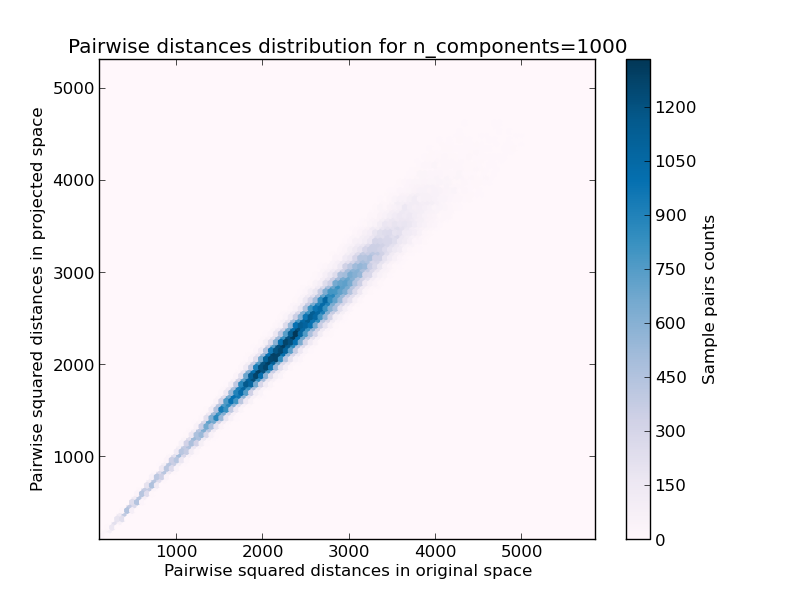 Pairwise distances distribution for n_components=1000
Pairwise squared distances in projected space
5000
4000
3000
2000
1000
1000 2000 3000 4000 5000
Pairwise squared distances in original space
1200
1050
900
750
600
450
300
150
0
Sample pairs counts